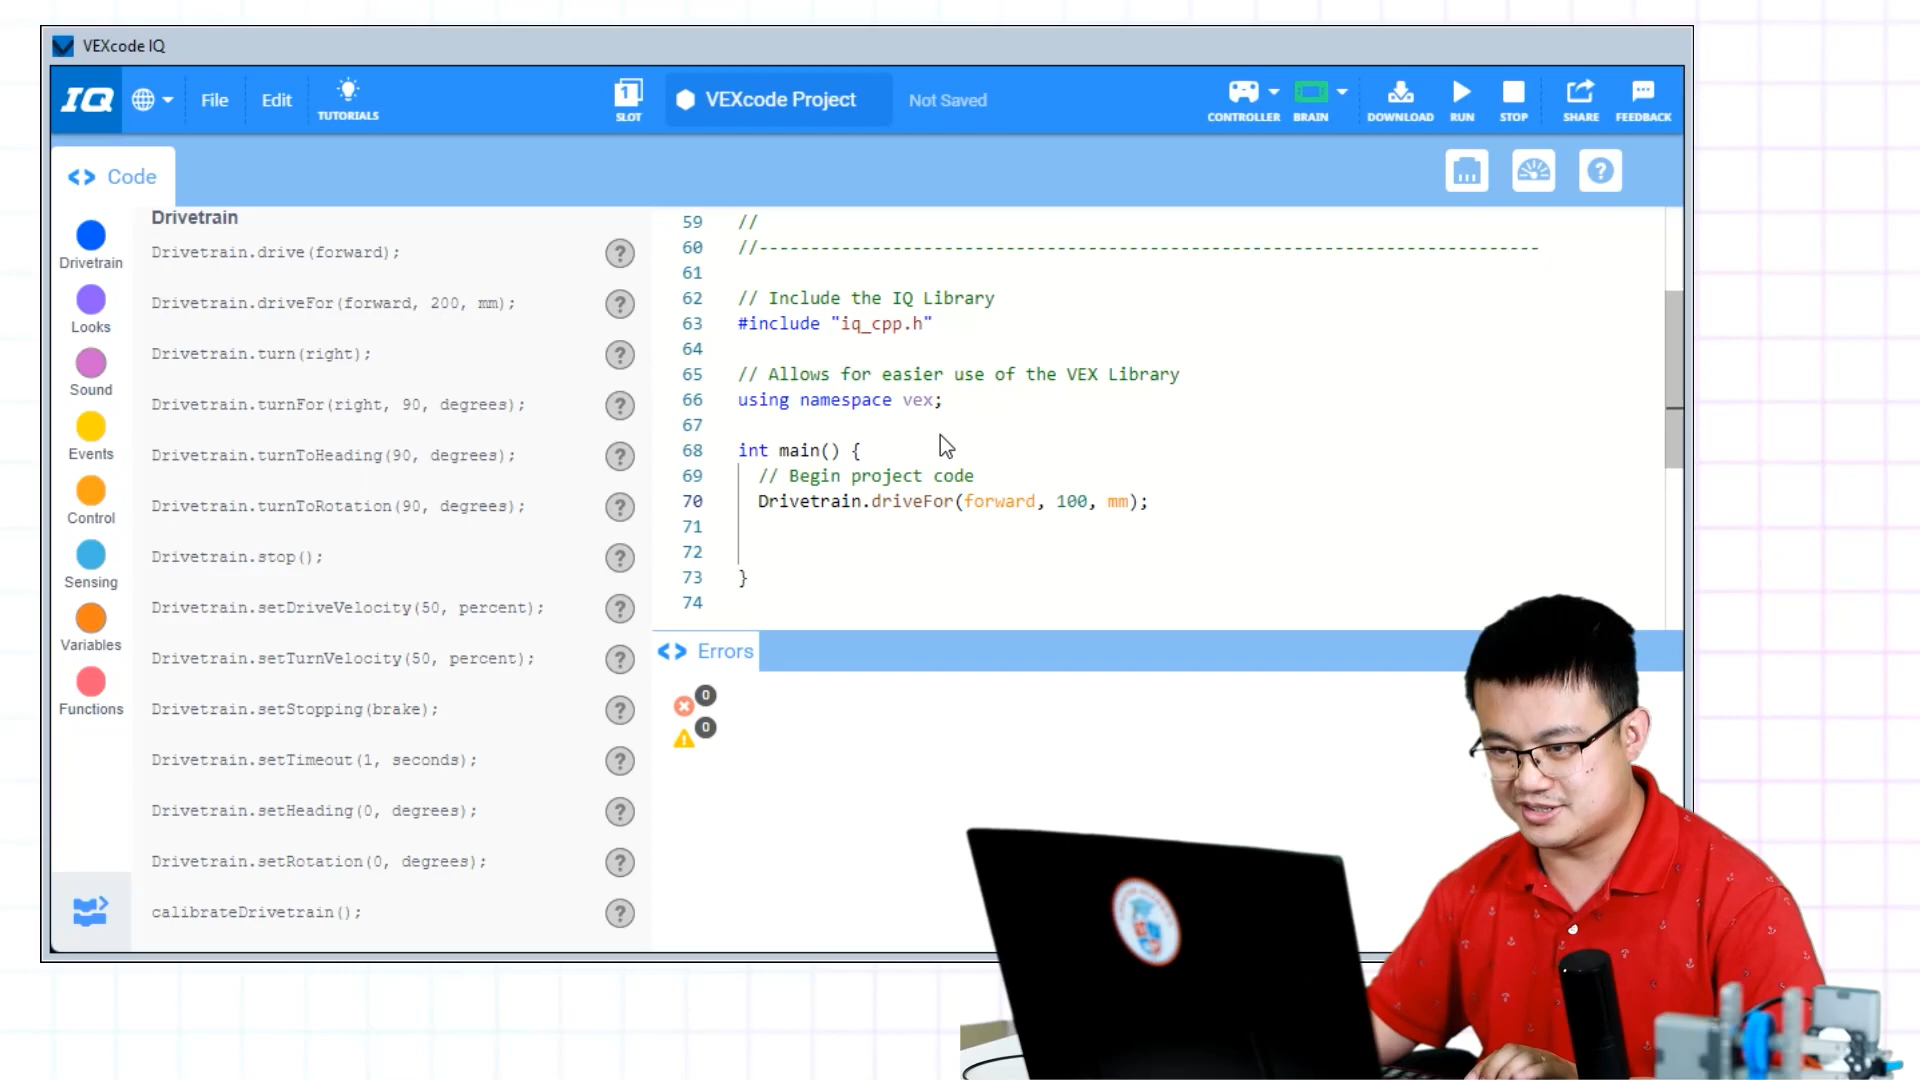 VEXcode IQ
IQ
File
Edit
TUTORIALS
1
SLOT
VEXcode Project
Not Saved
CONTROLLER
BRAIN
DOWNLOAD
RUN
STOP
SHARE
FEEDBACK
<> Code
?
Drivetrain
Looks
Sound
Events
Control
Sensing
Variables
Functions
Drivetrain
Drivetrain.drive(forward); ?
Drivetrain.driveFor(forward, 200, mm); ?
Drivetrain.turn(right); ?
Drivetrain.turnFor(right, 90, degrees); ?
Drivetrain.turnToHeading(90, degrees); ?
Drivetrain.turnToRotation(90, degrees); ?
Drivetrain.stop(); ?
Drivetrain.setDriveVelocity(50, percent); ?
Drivetrain.setTurnVelocity(50, percent); ?
Drivetrain.setStopping(brake); ?
Drivetrain.setTimeout(1, seconds); ?
Drivetrain.setHeading(0, degrees); ?
Drivetrain.setRotation(0, degrees); ?
calibrateDrivetrain(); ?
59 //
60 //----------------------------------------------------------------------------
61
62 // Include the IQ Library
63 #include "iq_cpp.h"
64
65 // Allows for easier use of the VEX Library
66 using namespace vex;
67
68 int main() {
69 // Begin project code
70 Drivetrain.driveFor(forward, 100, mm);
71
72
73 }
74
<> Errors
0
0